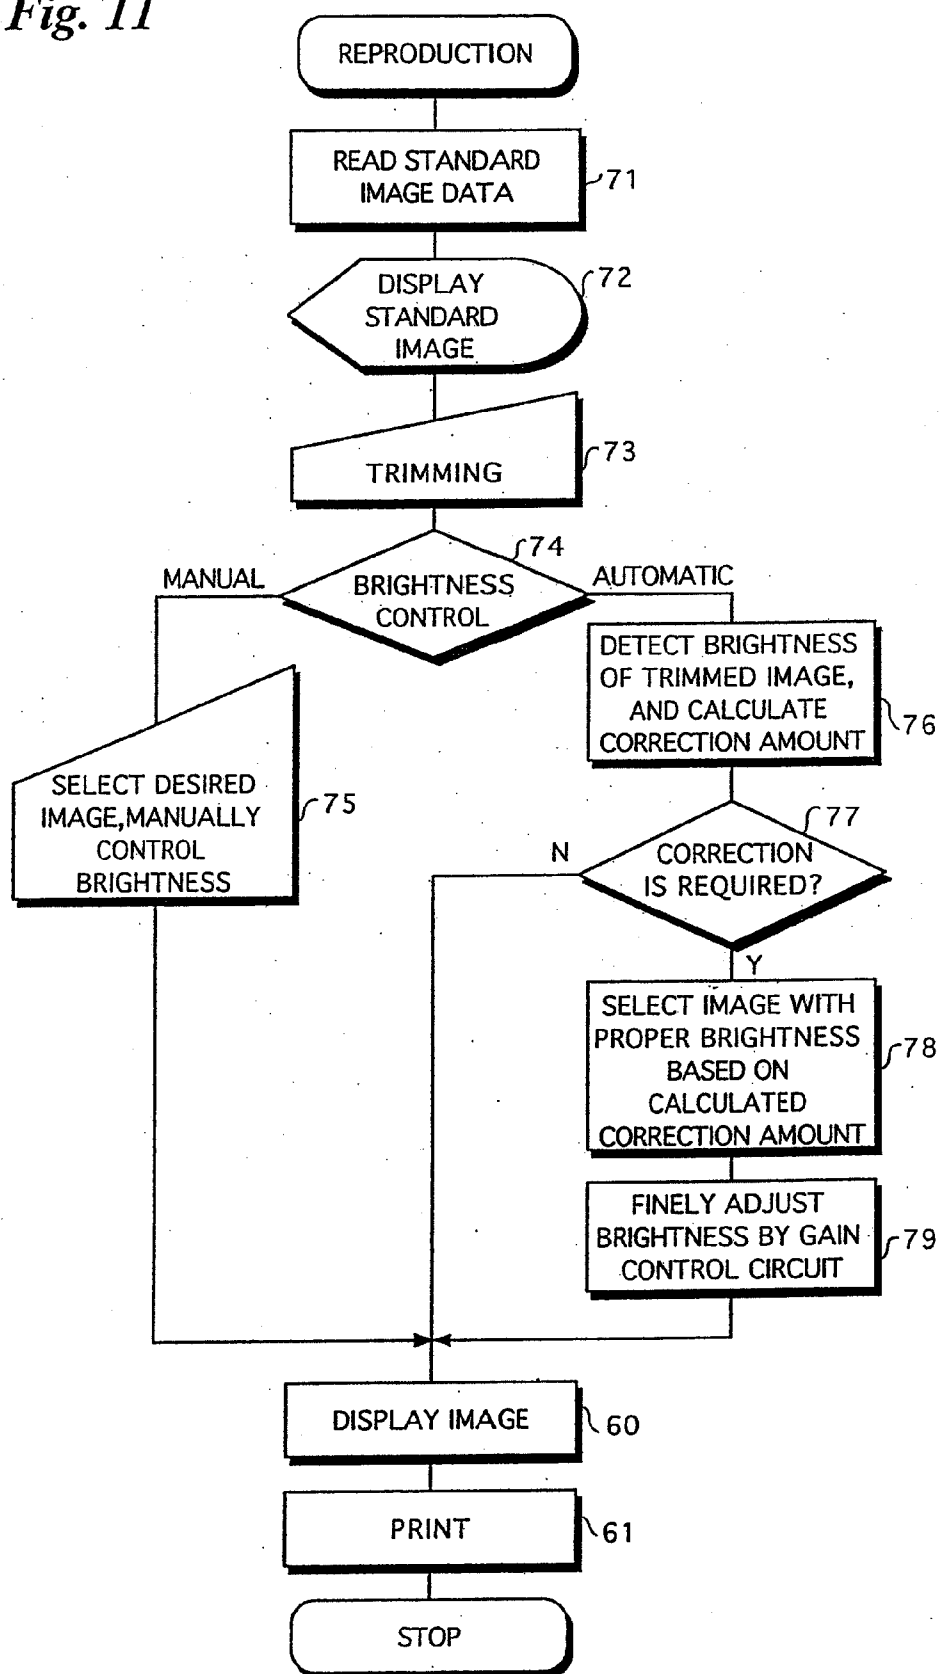 Fig. 11
REPRODUCTION
READ STANDARD
IMAGE DATA
71
DISPLAY
STANDARD
IMAGE
72
TRIMMING
73
74
MANUAL
BRIGHTNESS
CONTROL
AUTOMATIC
DETECT BRIGHTNESS
OF TRIMMED IMAGE,
AND CALCULATE
CORRECTION AMOUNT
76
SELECT DESIRED
IMAGE,MANUALLY
CONTROL
BRIGHTNESS
75
77
N
CORRECTION
IS REQUIRED?
Y
SELECT IMAGE WITH
PROPER BRIGHTNESS
BASED ON
CALCULATED
CORRECTION AMOUNT
78
FINELY ADJUST
BRIGHTNESS BY GAIN
CONTROL CIRCUIT
79
DISPLAY IMAGE
60
PRINT
61
STOP